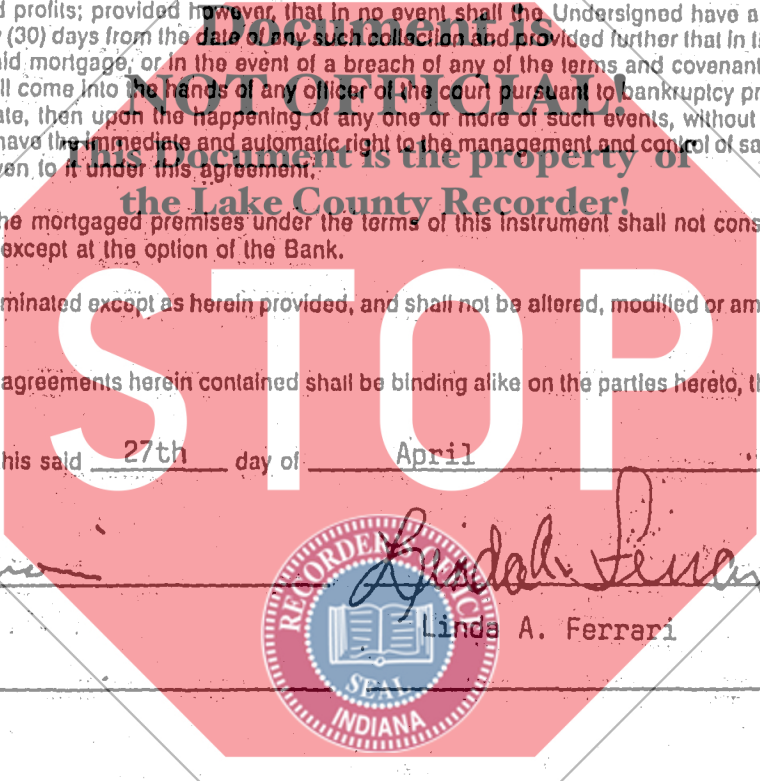 d profits; provided however, that in no event shall the Undersigned have a
(30) days from the date of any such collection and provided further that in
aid mortgage, or in the event of a breach of any of the terms and covenant
ll come into the hands of any officer of the court pursuant to bankruptcy pr
ate, then upon the happening of any one or more of such events, without
have the immediate and automatic right to the management and control of sa
ven to it under this agreement.
Document is
NOT OFFICIAL!
This Document is the property of
the Lake County Recorder!
he mortgaged premises under the terms of this instrument shall not cons
except at the option of the Bank.
minated except as herein provided, and shall not be altered, modified or am
agreements herein contained shall be binding alike on the parties hereto, th
STOP
his said 27th day of April
Linda A. Ferrari
Linda A. Ferrari
RECORDER'S OFFICE
SEAL
INDIANA